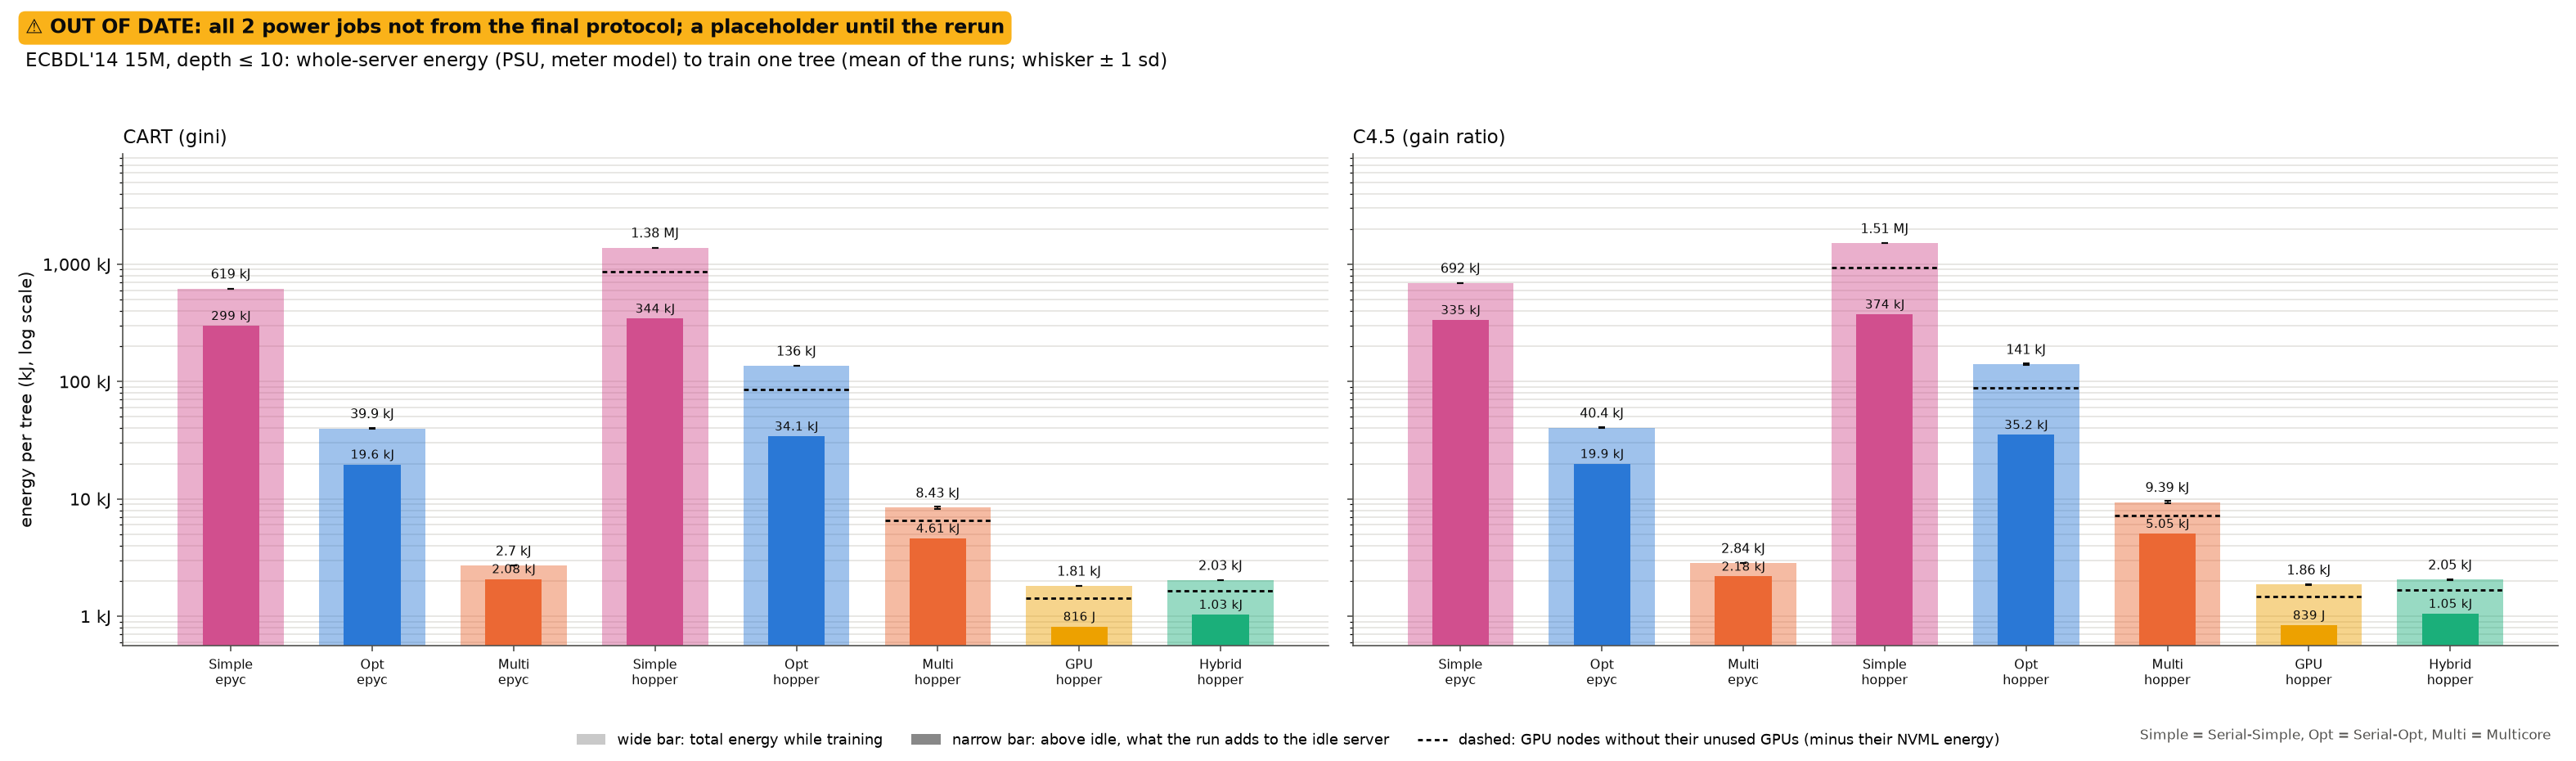 ⚠ OUT OF DATE: all 2 power jobs not from the final protocol; a placeholder until the rerun
ECBDL'14 15M, depth ≤ 10: whole-server energy (PSU, meter model) to train one tree (mean of the runs; whisker ± 1 sd)
CART (gini)
C4.5 (gain ratio)
energy per tree (kJ, log scale)
1,000 kJ
100 kJ
10 kJ
1 kJ
619 kJ
299 kJ
39.9 kJ
19.6 kJ
2.7 kJ
2.08 kJ
1.38 MJ
344 kJ
136 kJ
34.1 kJ
8.43 kJ
4.61 kJ
1.81 kJ
816 J
2.03 kJ
1.03 kJ
Simple
epyc
Opt
epyc
Multi
epyc
Simple
hopper
Opt
hopper
Multi
hopper
GPU
hopper
Hybrid
hopper
692 kJ
335 kJ
40.4 kJ
19.9 kJ
2.84 kJ
2.18 kJ
1.51 MJ
374 kJ
141 kJ
35.2 kJ
9.39 kJ
5.05 kJ
1.86 kJ
839 J
2.05 kJ
1.05 kJ
Simple
epyc
Opt
epyc
Multi
epyc
Simple
hopper
Opt
hopper
Multi
hopper
GPU
hopper
Hybrid
hopper
wide bar: total energy while training
narrow bar: above idle, what the run adds to the idle server
dashed: GPU nodes without their unused GPUs (minus their NVML energy)
Simple = Serial-Simple, Opt = Serial-Opt, Multi = Multicore